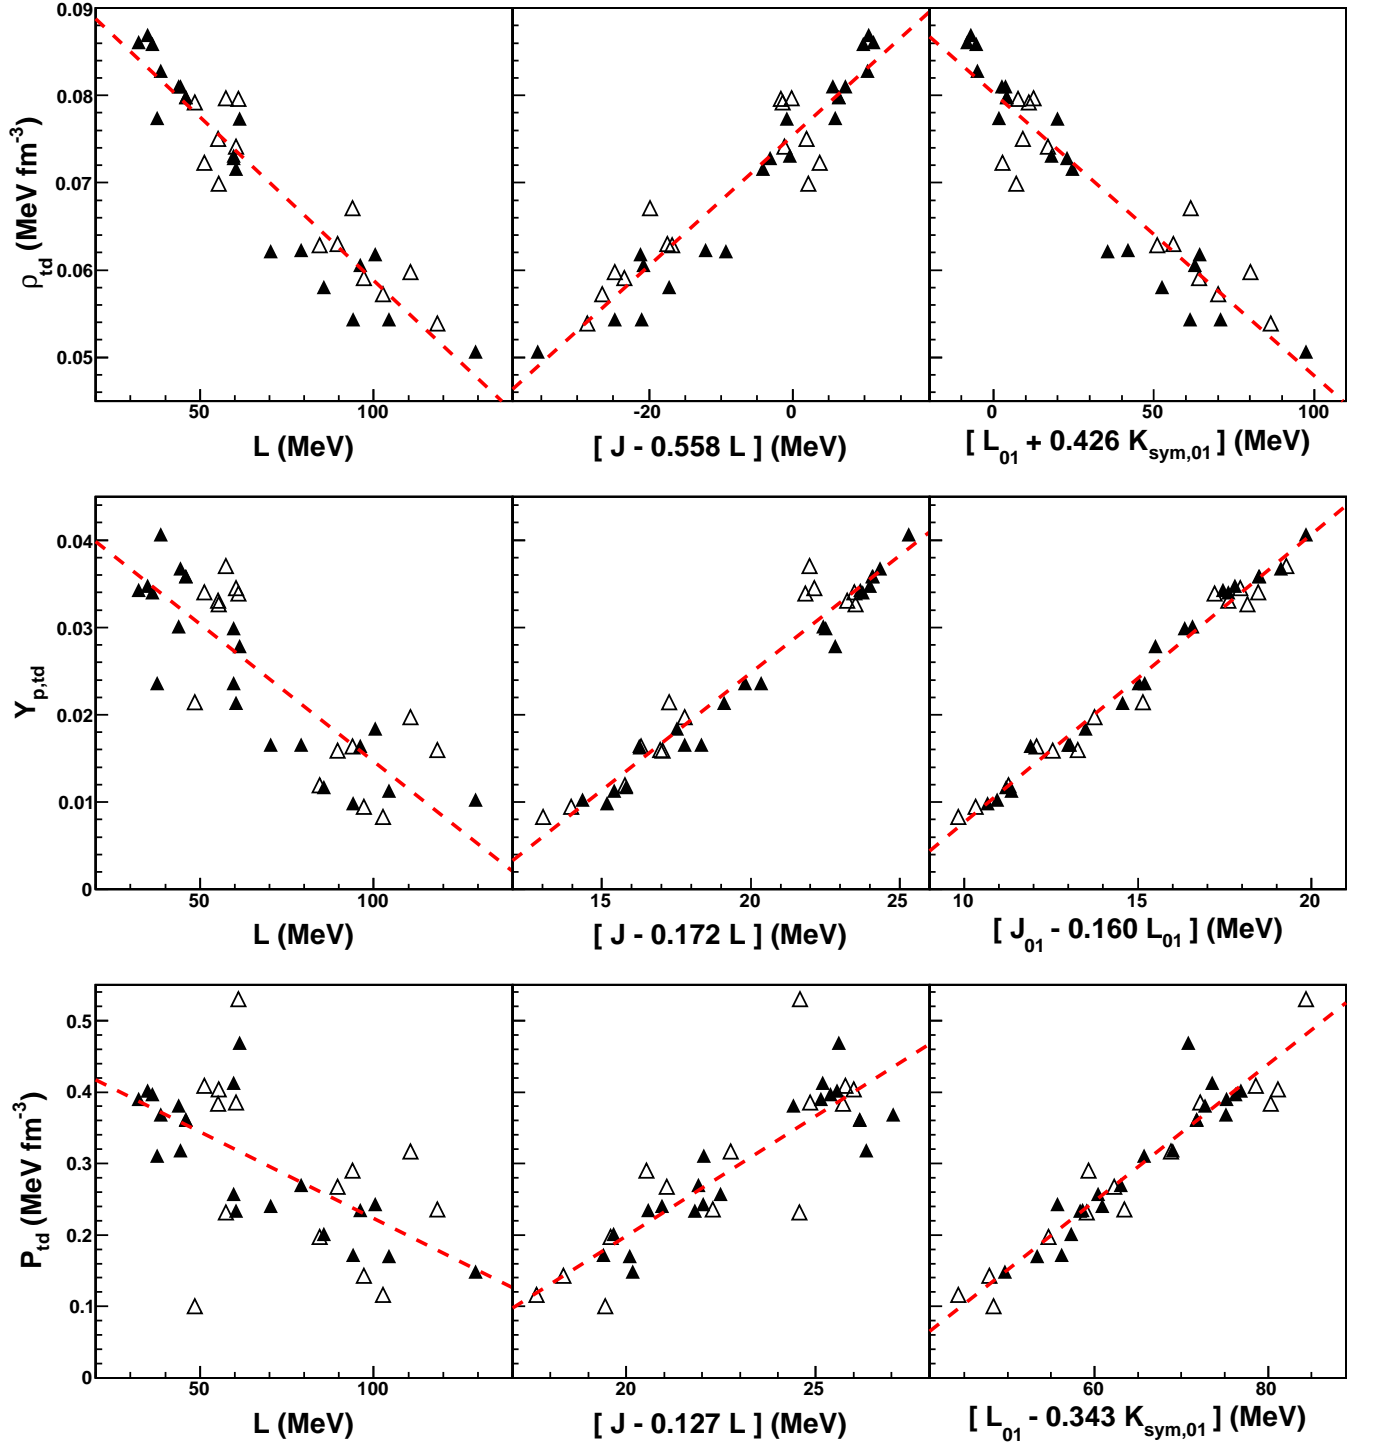 0.09
0.08
0.07
0.06
0.05
ρtd (MeV fm-3)
50 100 -20 0 0 50 100
L (MeV) [ J - 0.558 L ] (MeV) [ L01 + 0.426 Ksym,01 ] (MeV)
0.04
0.03
0.02
0.01
0
Yp,td
50 100 15 20 25 10 15 20
L (MeV) [ J - 0.172 L ] (MeV) [ J01 - 0.160 L01 ] (MeV)
0.5
0.4
0.3
0.2
0.1
0
Ptd (MeV fm-3)
50 100 20 25 60 80
L (MeV) [ J - 0.127 L ] (MeV) [ L01 - 0.343 Ksym,01 ] (MeV)